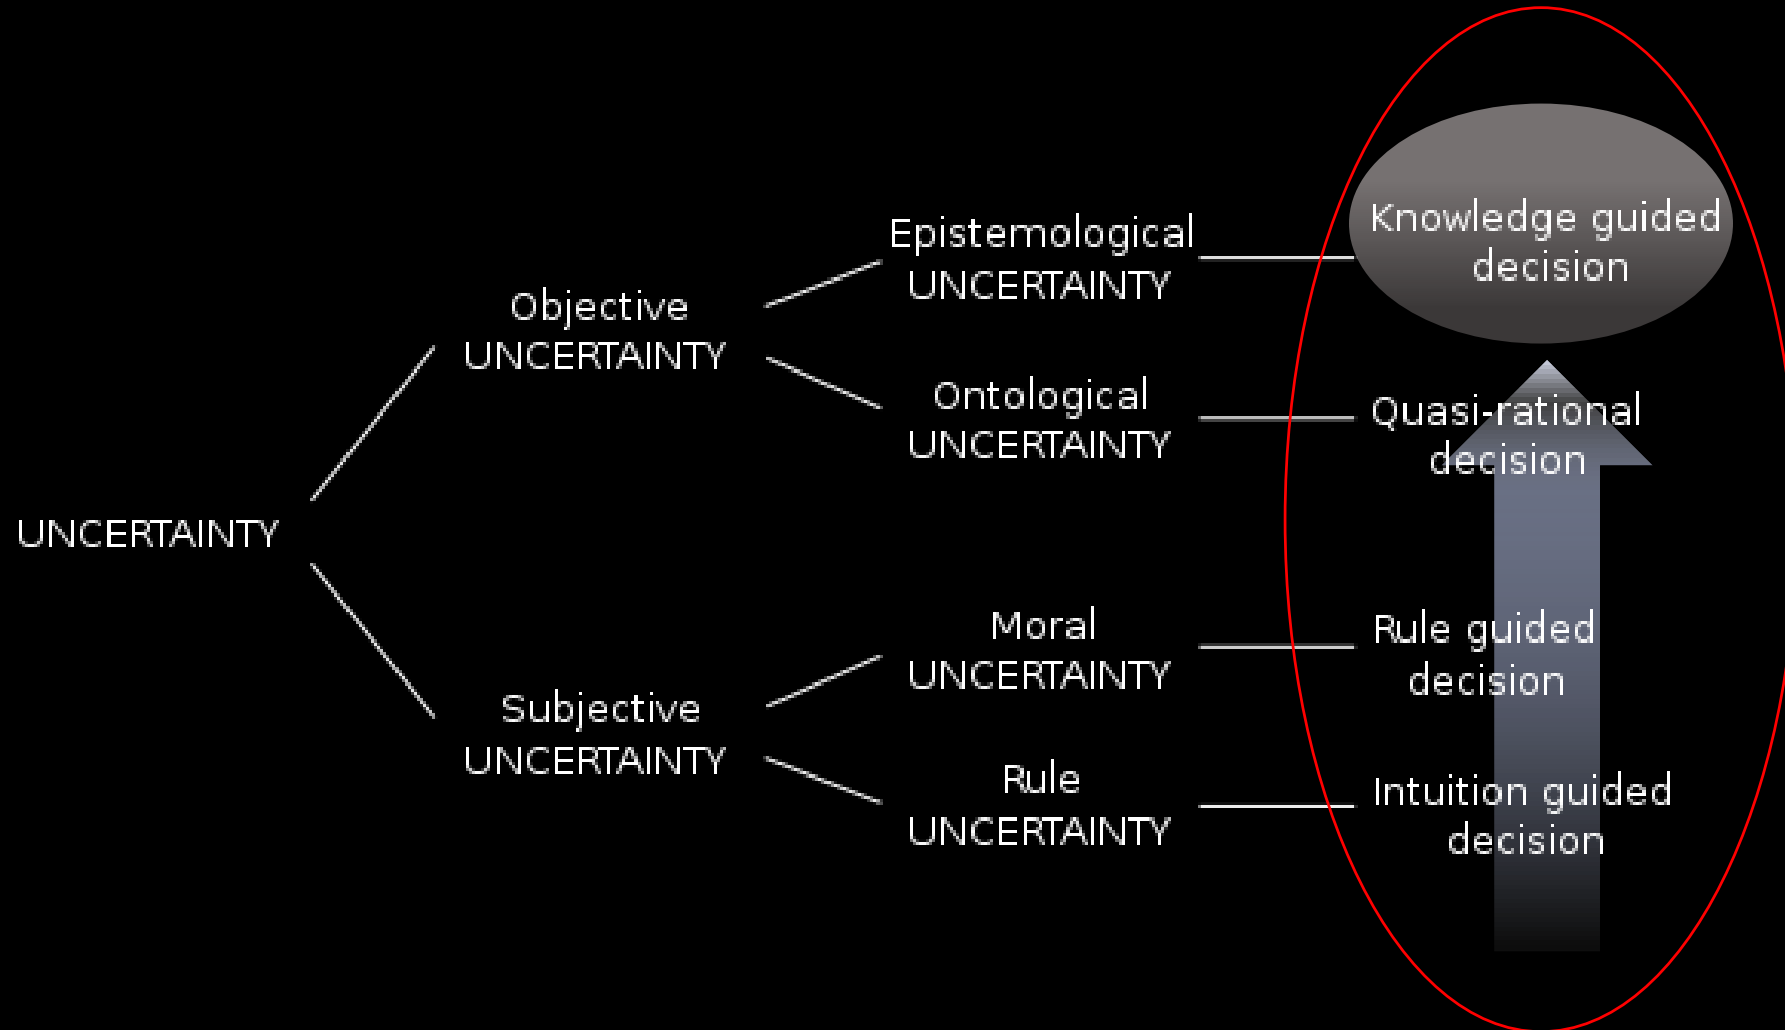 Epistemological
UNCERTAINTY
Knowledge guided
decision
Objective
UNCERTAINTY
Ontological
UNCERTAINTY
Quasi-rational
decision
UNCERTAINTY
Moral
UNCERTAINTY
Rule guided
decision
Subjective
UNCERTAINTY
Rule
UNCERTAINTY
Intuition guided
decision